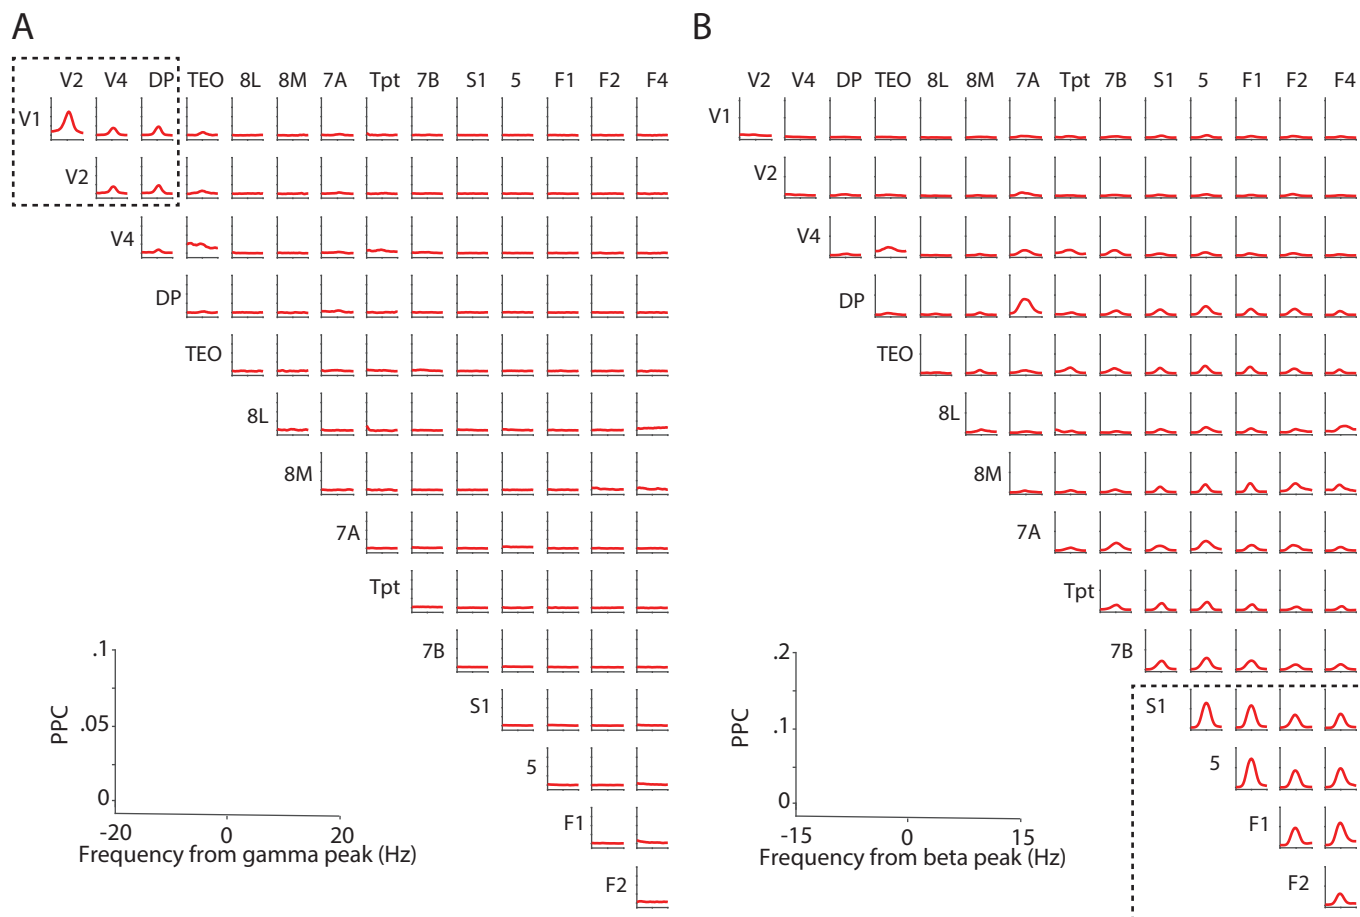 A
V2 V4 DP TEO 8L 8M 7A Tpt 7B S1 5 F1 F2 F4
V1
V2
V4
DP
TEO
8L
8M
7A
Tpt
7B
S1
5
F1
F2
.1
.05
0
PPC
-20 0 20
Frequency from gamma peak (Hz)
B
V2 V4 DP TEO 8L 8M 7A Tpt 7B S1 5 F1 F2 F4
V1
V2
V4
DP
TEO
8L
8M
7A
Tpt
7B
S1
5
F1
F2
.2
.1
0
PPC
-15 0 15
Frequency from beta peak (Hz)